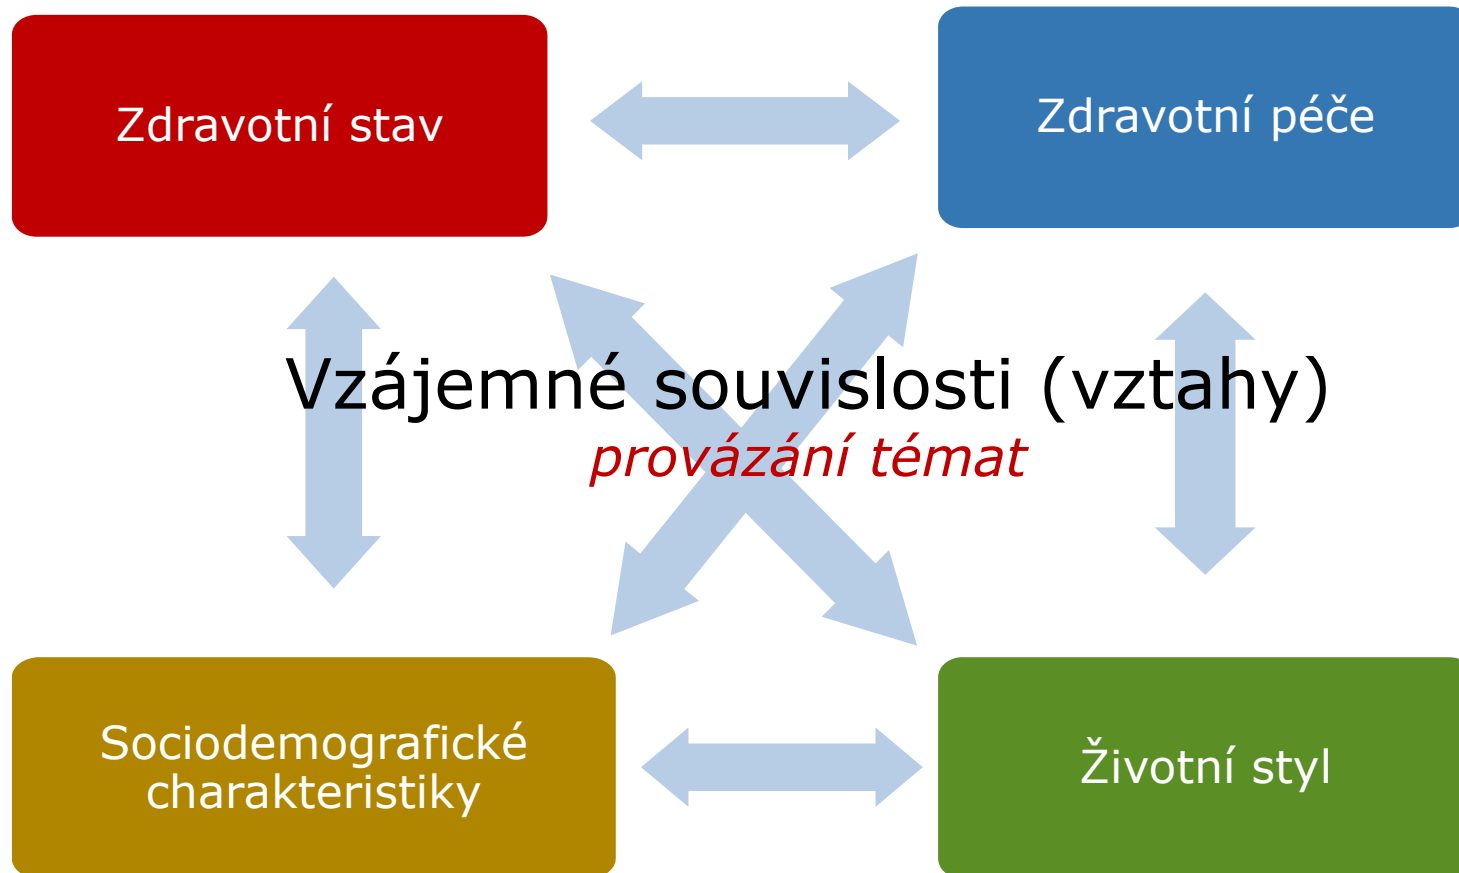 Zdravotní stav
Zdravotní péče
Vzájemné souvislosti (vztahy)
provázání témat
Sociodemografické
charakteristiky
Životní styl